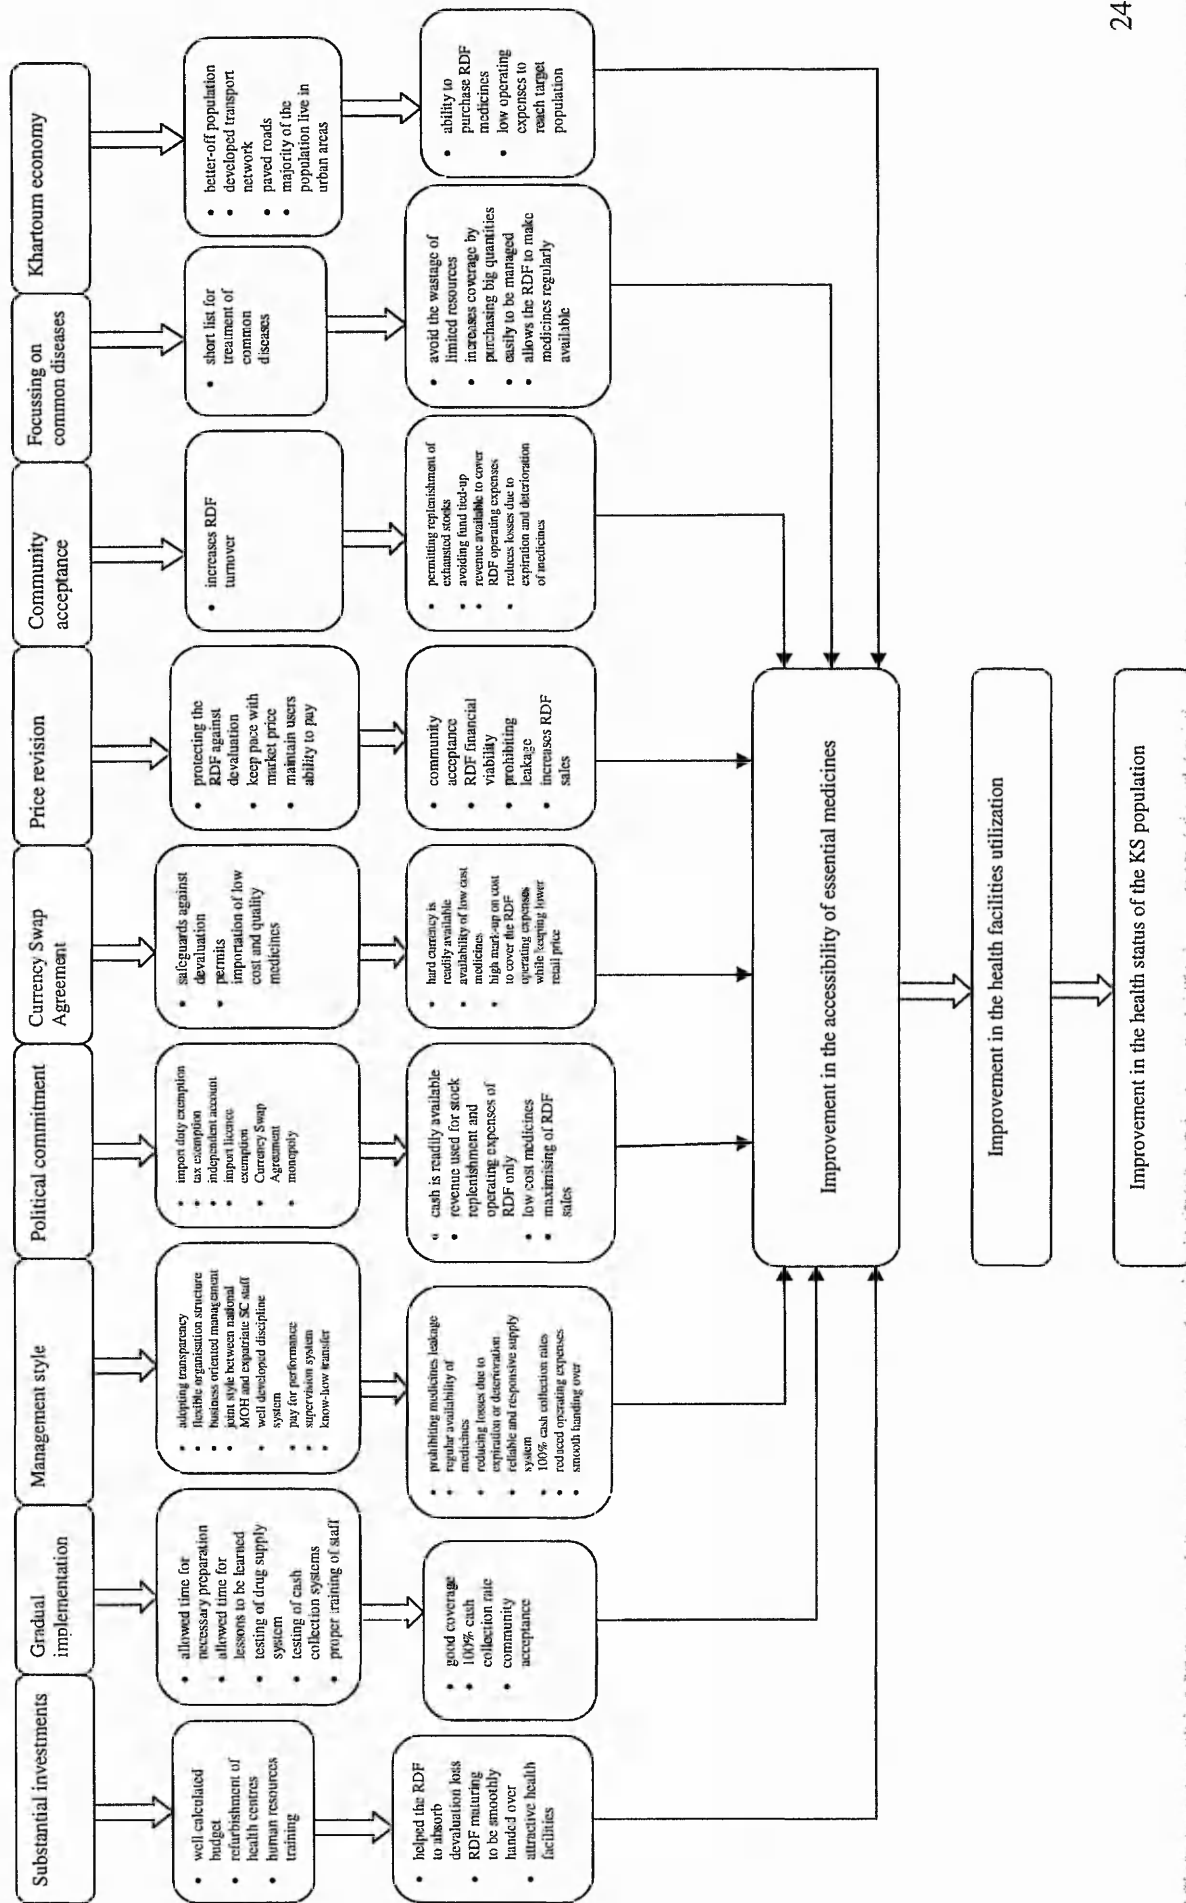 Substantial investments
Gradual
implementation
Management style
Political commitment
Currency Swap
Agreement
Price revision
Community
acceptance
Focussing on
common diseases
Khartoum economy
• well calculated
budget
• refurbishment of
health centres
• human resources
training
• allowed time for
necessary preparation
• allowed time for
lessons to be learned
• testing of drug supply
system
• testing of cash
collection systems
• proper training of staff
• adopting transparency
• flexible organisation structure
• business oriented management
• joint style between national
MOH and expatriate SC staff
• well developed discipline
system
• pay for performance
• supervision system
• know-how transfer
• import duty exemption
• tax exemption
• independent account
• import licence
exemption
• Currency Swap
Agreement
• monopoly
• safeguards against
devaluation
• permits
importation of low
cost and quality
medicines
• protecting the
RDF against
devaluation
• keep pace with
market price
• maintain users
ability to pay
• increases RDF
turnover
• short list for
treatment of
common
diseases
• better-off population
• developed transport
network
• paved roads
• majority of the
population live in
urban areas
• helped the RDF
to absorb
devaluation loss
• RDF maturing
to be smoothly
handed over
• attractive health
facilities
• good coverage
• 100% cash
collection rate
• community
acceptance
• prohibiting medicines leakage
• regular availability of
medicines
• reducing losses due to
expiration or deterioration
• reliable and responsive supply
system
• 100% cash collection rates
• reduced operating expenses
• smooth handing over
• cash is readily available
• revenue used for stock
replenishment and
operating expenses of
RDF only
• low cost medicines
• maximising of RDF
sales
• hard currency is
readily available
• availability of low cost
medicines
• high mark-up on cost
to cover the RDF
operating expenses
while keeping lower
retail price
• community
acceptance
• RDF financial
viability
• prohibiting
leakage
• increases RDF
sales
• permitting replenishment of
exhausted stocks
• avoiding fund tied-up
• revenue available to cover
RDF operating expenses
• reduces losses due to
expiration and deterioration
of medicines
• avoid the wastage of
limited resources
• increases coverage by
purchasing big quantities
• easily to be managed
• allows the RDF to make
medicines regularly
available
• ability to
purchase RDF
medicines
• low operating
expenses to
reach target
population
Improvement in the accessibility of essential medicines
Improvement in the health facilities utilization
Improvement in the health status of the KS population
24